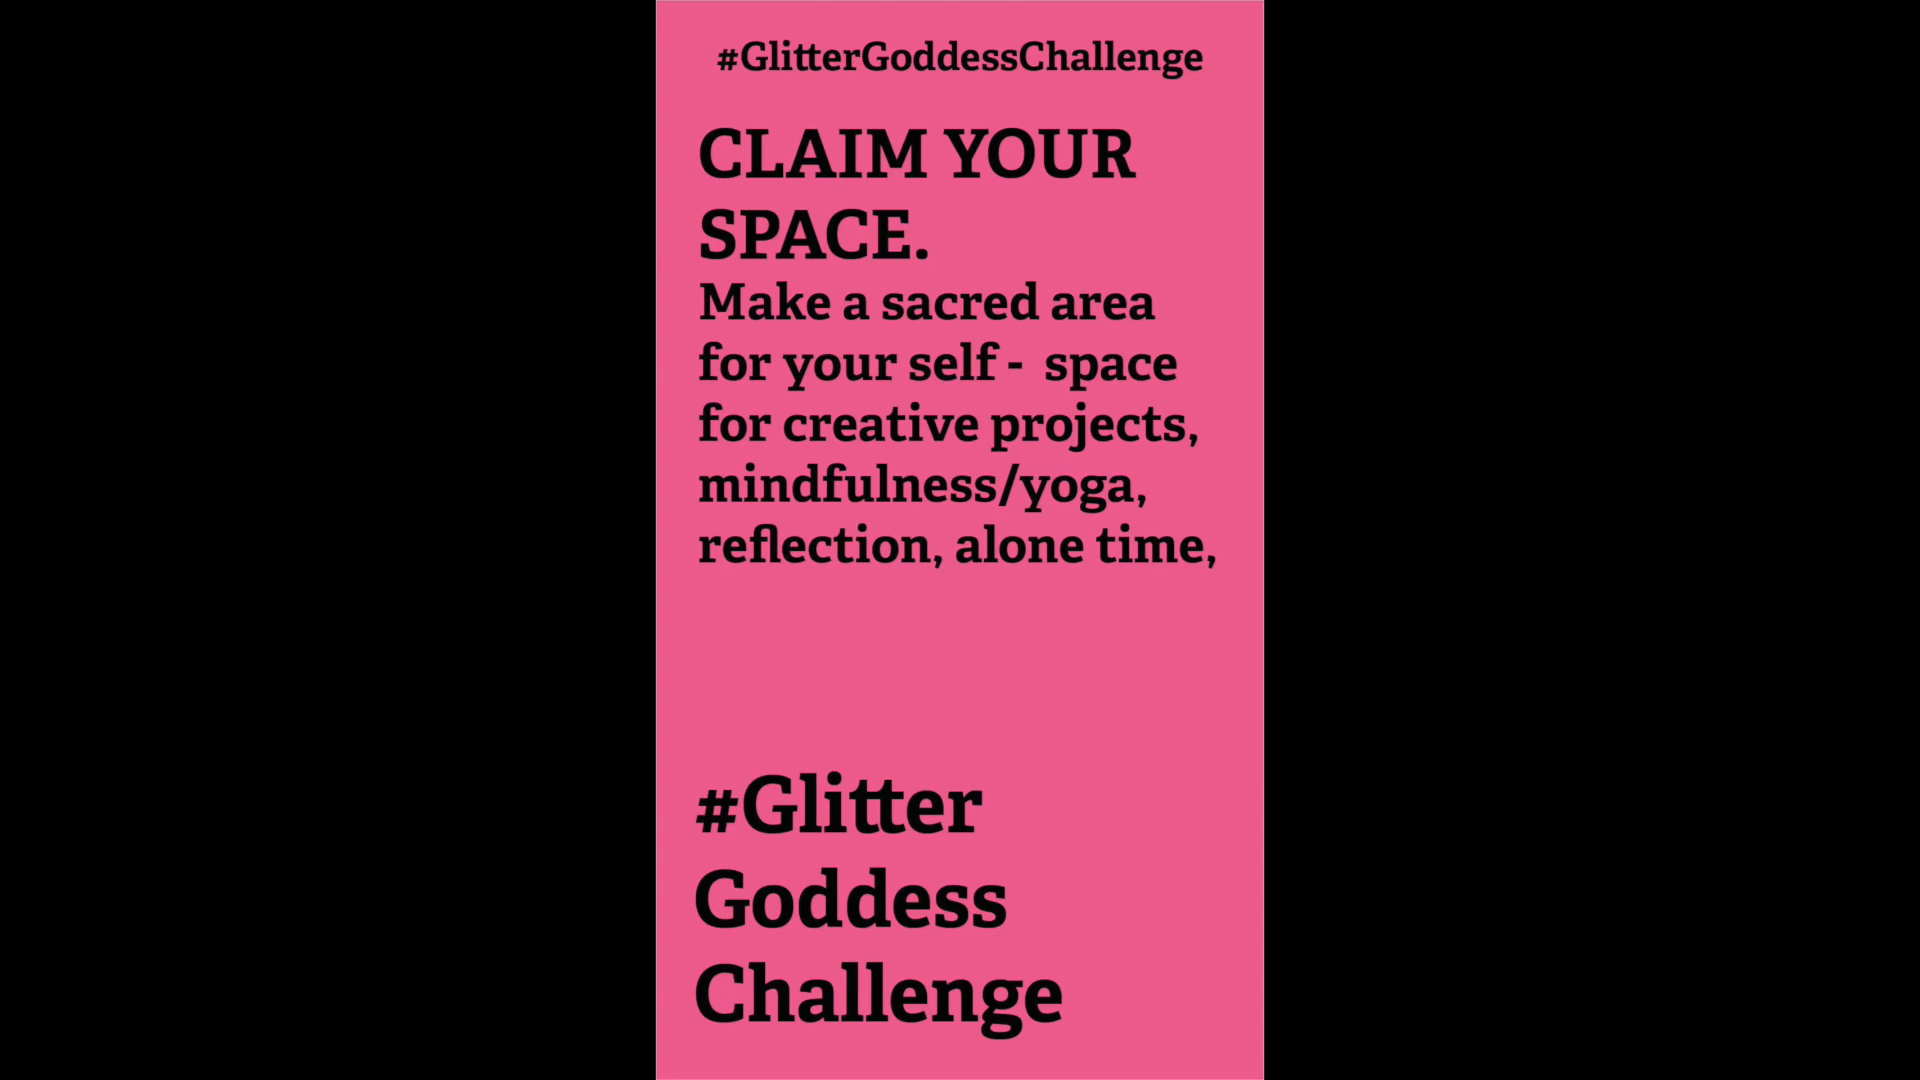 #GlitterGoddessChallenge
CLAIM YOUR
SPACE.
Make a sacred area
for your self -  space
for creative projects,
mindfulness/yoga,
reflection, alone time,
#Glitter
Goddess
Challenge